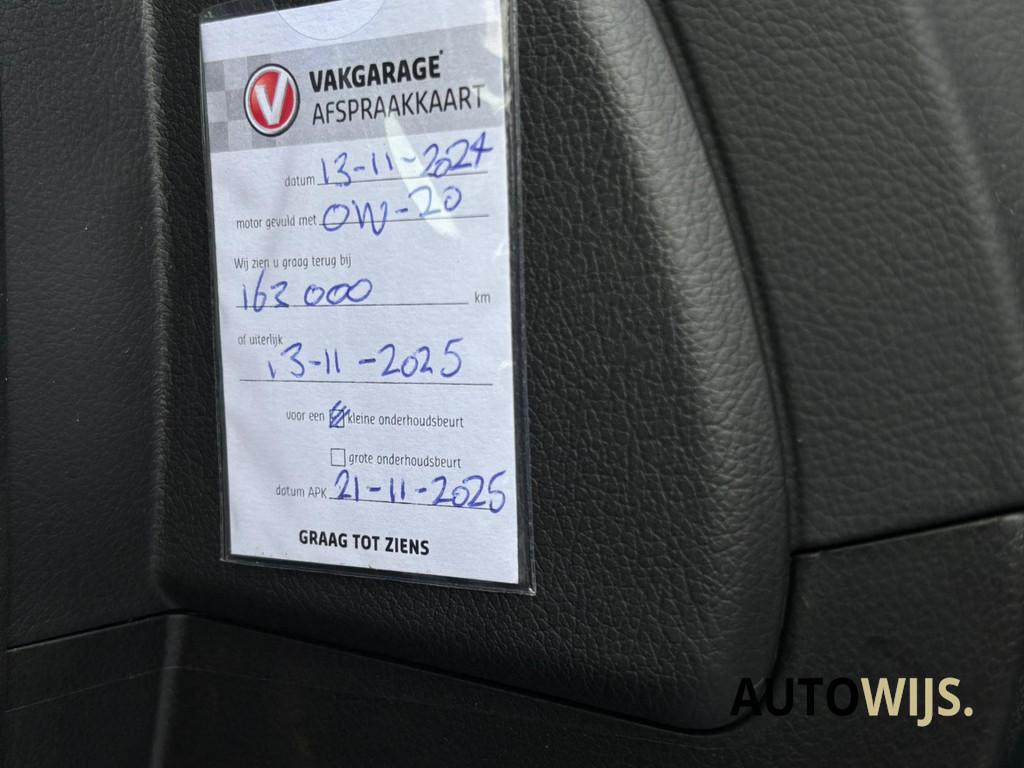 VAKGARAGE
AFSPRAAKKAART
datum 13-11-2024
motor gevuld met 0W-20
Wij zien u graag terug bij
163 000 km
of uiterlijk
13-11-2025
voor een kleine onderhoudsbeurt
grote onderhoudsbeurt
datum APK 21-11-2025
GRAAG TOT ZIENS
AUTOWIJS.